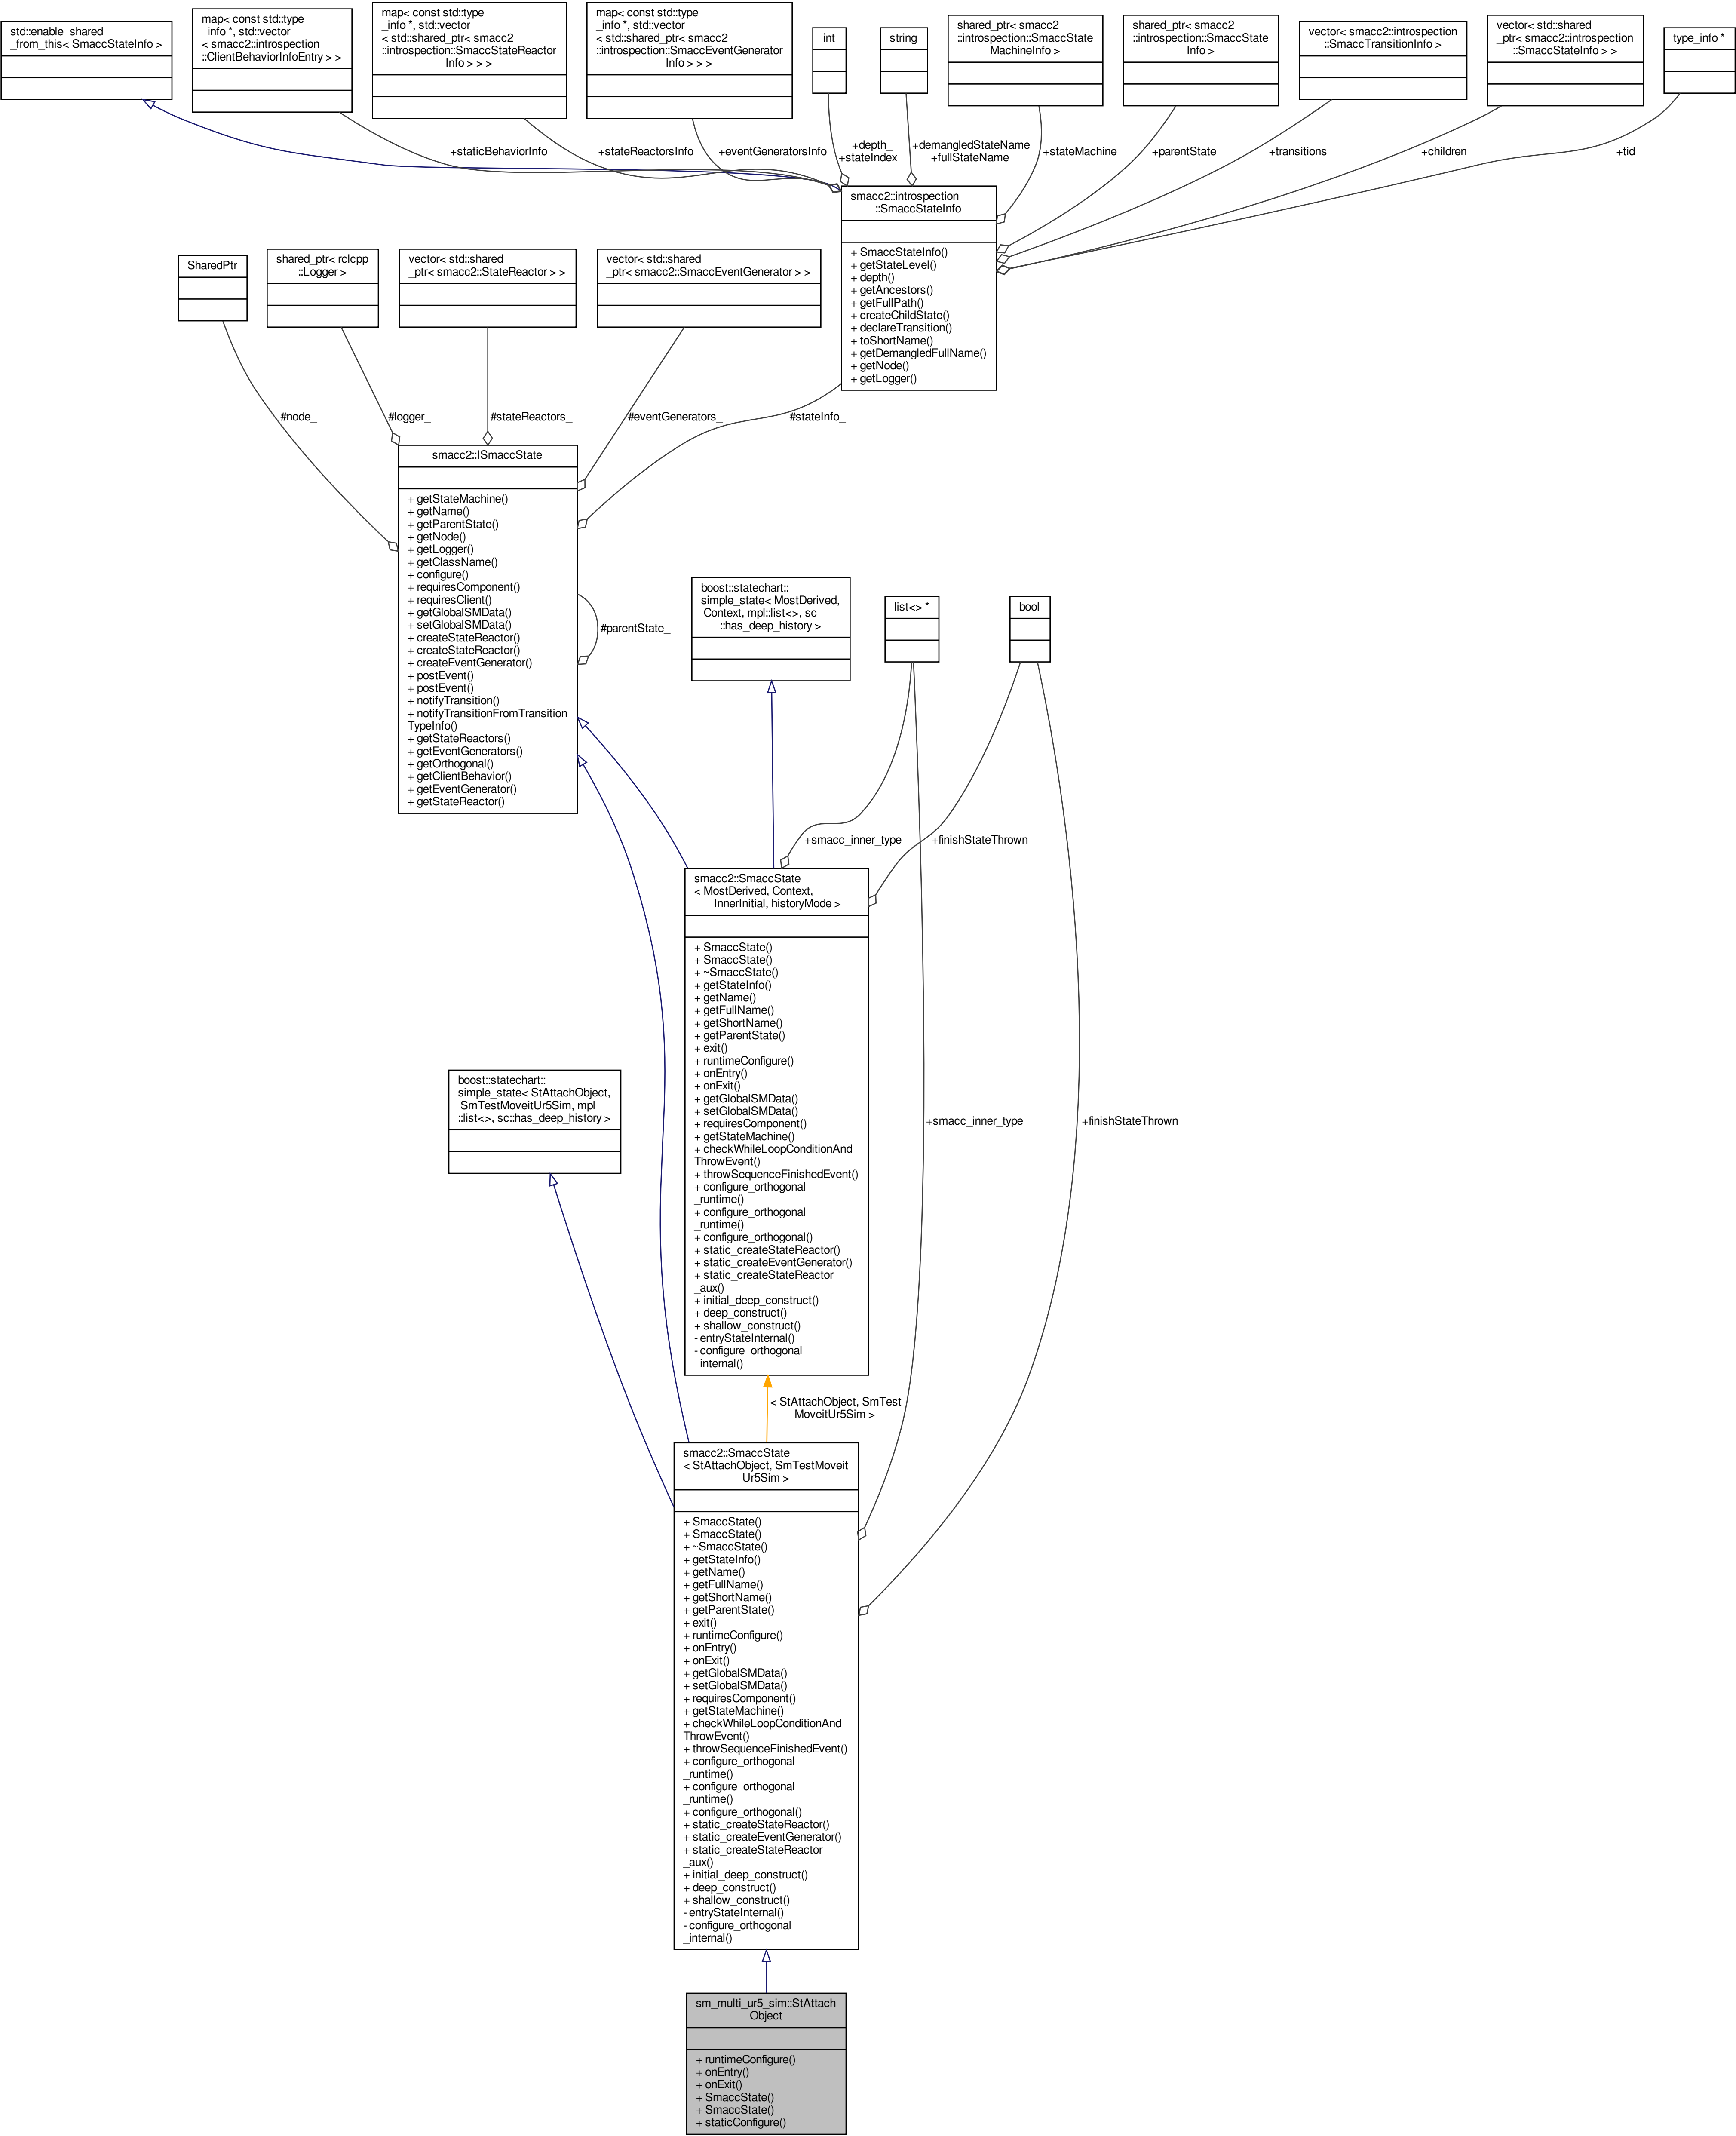 std::enable_shared
_from_this< SmaccStateInfo >
map< const std::type
_info *, std::vector
< smacc2::introspection
::ClientBehaviorInfoEntry > >
map< const std::type
_info *, std::vector
< std::shared_ptr< smacc2
::introspection::SmaccStateReactor
Info > > >
map< const std::type
_info *, std::vector
< std::shared_ptr< smacc2
::introspection::SmaccEventGenerator
Info > > >
int
string
shared_ptr< smacc2
::introspection::SmaccState
MachineInfo >
shared_ptr< smacc2
::introspection::SmaccState
Info >
vector< smacc2::introspection
::SmaccTransitionInfo >
vector< std::shared
_ptr< smacc2::introspection
::SmaccStateInfo > >
type_info *
+staticBehaviorInfo
+stateReactorsInfo
+eventGeneratorsInfo
+depth_
+stateIndex_
+demangledStateName
+fullStateName
+stateMachine_
+parentState_
+transitions_
+children_
+tid_
smacc2::introspection
::SmaccStateInfo
+ SmaccStateInfo()
+ getStateLevel()
+ depth()
+ getAncestors()
+ getFullPath()
+ createChildState()
+ declareTransition()
+ toShortName()
+ getDemangledFullName()
+ getNode()
+ getLogger()
SharedPtr
shared_ptr< rclcpp
::Logger >
vector< std::shared
_ptr< smacc2::StateReactor > >
vector< std::shared
_ptr< smacc2::SmaccEventGenerator > >
#node_
#logger_
#stateReactors_
#eventGenerators_
#stateInfo_
smacc2::ISmaccState
+ getStateMachine()
+ getName()
+ getParentState()
+ getNode()
+ getLogger()
+ getClassName()
+ configure()
+ requiresComponent()
+ requiresClient()
+ getGlobalSMData()
+ setGlobalSMData()
+ createStateReactor()
+ createStateReactor()
+ createEventGenerator()
+ postEvent()
+ postEvent()
+ notifyTransition()
+ notifyTransitionFromTransition
TypeInfo()
+ getStateReactors()
+ getEventGenerators()
+ getOrthogonal()
+ getClientBehavior()
+ getEventGenerator()
+ getStateReactor()
#parentState_
boost::statechart::
simple_state< MostDerived,
Context, mpl::list<>, sc
::has_deep_history >
list<> *
bool
+smacc_inner_type
+finishStateThrown
smacc2::SmaccState
< MostDerived, Context,
InnerInitial, historyMode >
+ SmaccState()
+ SmaccState()
+ ~SmaccState()
+ getStateInfo()
+ getName()
+ getFullName()
+ getShortName()
+ getParentState()
+ exit()
+ runtimeConfigure()
+ onEntry()
+ onExit()
+ getGlobalSMData()
+ setGlobalSMData()
+ requiresComponent()
+ getStateMachine()
+ checkWhileLoopConditionAnd
ThrowEvent()
+ throwSequenceFinishedEvent()
+ configure_orthogonal
_runtime()
+ configure_orthogonal
_runtime()
+ configure_orthogonal()
+ static_createStateReactor()
+ static_createEventGenerator()
+ static_createStateReactor
_aux()
+ initial_deep_construct()
+ deep_construct()
+ shallow_construct()
- entryStateInternal()
- configure_orthogonal
_internal()
boost::statechart::
simple_state< StAttachObject,
SmTestMoveitUr5Sim, mpl
::list<>, sc::has_deep_history >
+smacc_inner_type
+finishStateThrown
< StAttachObject, SmTest
MoveitUr5Sim >
smacc2::SmaccState
< StAttachObject, SmTestMoveit
Ur5Sim >
+ SmaccState()
+ SmaccState()
+ ~SmaccState()
+ getStateInfo()
+ getName()
+ getFullName()
+ getShortName()
+ getParentState()
+ exit()
+ runtimeConfigure()
+ onEntry()
+ onExit()
+ getGlobalSMData()
+ setGlobalSMData()
+ requiresComponent()
+ getStateMachine()
+ checkWhileLoopConditionAnd
ThrowEvent()
+ throwSequenceFinishedEvent()
+ configure_orthogonal
_runtime()
+ configure_orthogonal
_runtime()
+ configure_orthogonal()
+ static_createStateReactor()
+ static_createEventGenerator()
+ static_createStateReactor
_aux()
+ initial_deep_construct()
+ deep_construct()
+ shallow_construct()
- entryStateInternal()
- configure_orthogonal
_internal()
sm_multi_ur5_sim::StAttach
Object
+ runtimeConfigure()
+ onEntry()
+ onExit()
+ SmaccState()
+ SmaccState()
+ staticConfigure()